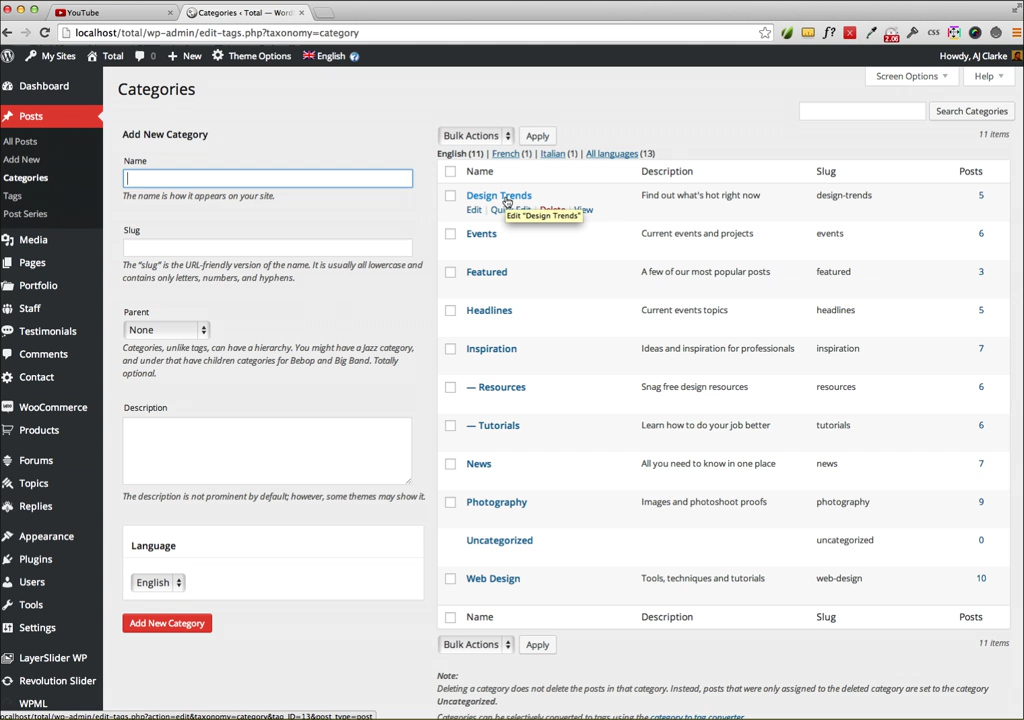 YouTube
Categories ‹ Total — Word
localhost/total/wp-admin/edit-tags.php?taxonomy=category
f?
2.06
CSS
My Sites
Total
0
+ New
Theme Options
English
Howdy, AJ Clarke
Dashboard
Posts
All Posts
Add New
Categories
Tags
Post Series
Media
Pages
Portfolio
Staff
Testimonials
Comments
Contact
WooCommerce
Products
Forums
Topics
Replies
Appearance
Plugins
Users
Tools
Settings
LayerSlider WP
Revolution Slider
WPML
Categories
Screen Options
Help
Search Categories
Add New Category
Name
The name is how it appears on your site.
Slug
The “slug” is the URL-friendly version of the name. It is usually all lowercase and
contains only letters, numbers, and hyphens.
Parent
None
Categories, unlike tags, can have a hierarchy. You might have a Jazz category,
and under that have children categories for Bebop and Big Band. Totally
optional.
Description
The description is not prominent by default; however, some themes may show it.
Language
English
Add New Category
Bulk Actions Apply 11 items
English (11) | French (1) | Italian (1) | All languages (13)
Name Description Slug Posts
Design Trends Find out what's hot right now design-trends 5
Edit | Quick Edit | Delete | View
Edit "Design Trends"
Events Current events and projects events 6
Featured A few of our most popular posts featured 3
Headlines Current events topics headlines 5
Inspiration Ideas and inspiration for professionals inspiration 7
— Resources Snag free design resources resources 6
— Tutorials Learn how to do your job better tutorials 6
News All you need to know in one place news 7
Photography Images and photoshoot proofs photography 9
Uncategorized uncategorized 0
Web Design Tools, techniques and tutorials web-design 10
Name Description Slug Posts
Bulk Actions Apply 11 items
Note:
Deleting a category does not delete the posts in that category. Instead, posts that were only assigned to the deleted category are set to the category
Uncategorized.
Categories can be selectively converted to tags using the category to tag converter.
localhost/total/wp-admin/edit-tags.php?action=edit&taxonomy=category&tag_ID=13&post_type=post